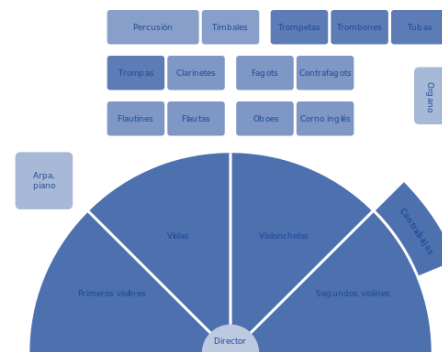 Percusión
Timbales
Trompetas
Trombones
Tubas
Trompas
Clarinetes
Fagots
Contrafagots
Órgano
Flautines
Flautas
Oboes
Corno inglés
Arpa,
piano
Violas
Violonchelos
Contrabajos
Primeros violines
Segundos violines
Director